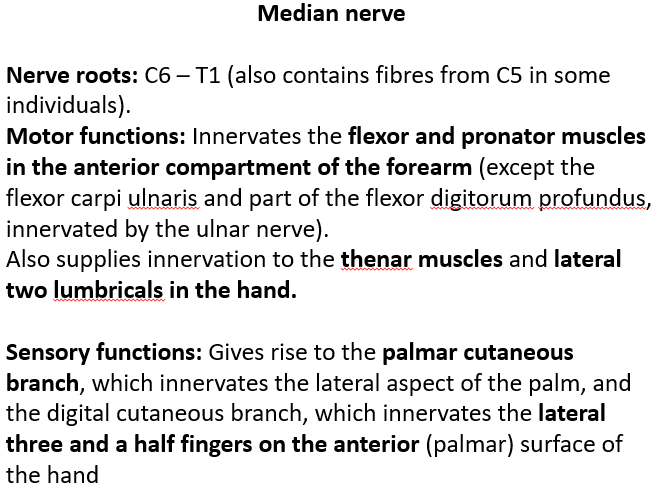 Median nerve
Nerve roots: C6 – T1 (also contains fibres from C5 in some
individuals).
Motor functions: Innervates the flexor and pronator muscles
in the anterior compartment of the forearm (except the
flexor carpi ulnaris and part of the flexor digitorum profundus,
innervated by the ulnar nerve).
Also supplies innervation to the thenar muscles and lateral
two lumbricals in the hand.
Sensory functions: Gives rise to the palmar cutaneous
branch, which innervates the lateral aspect of the palm, and
the digital cutaneous branch, which innervates the lateral
three and a half fingers on the anterior (palmar) surface of
the hand